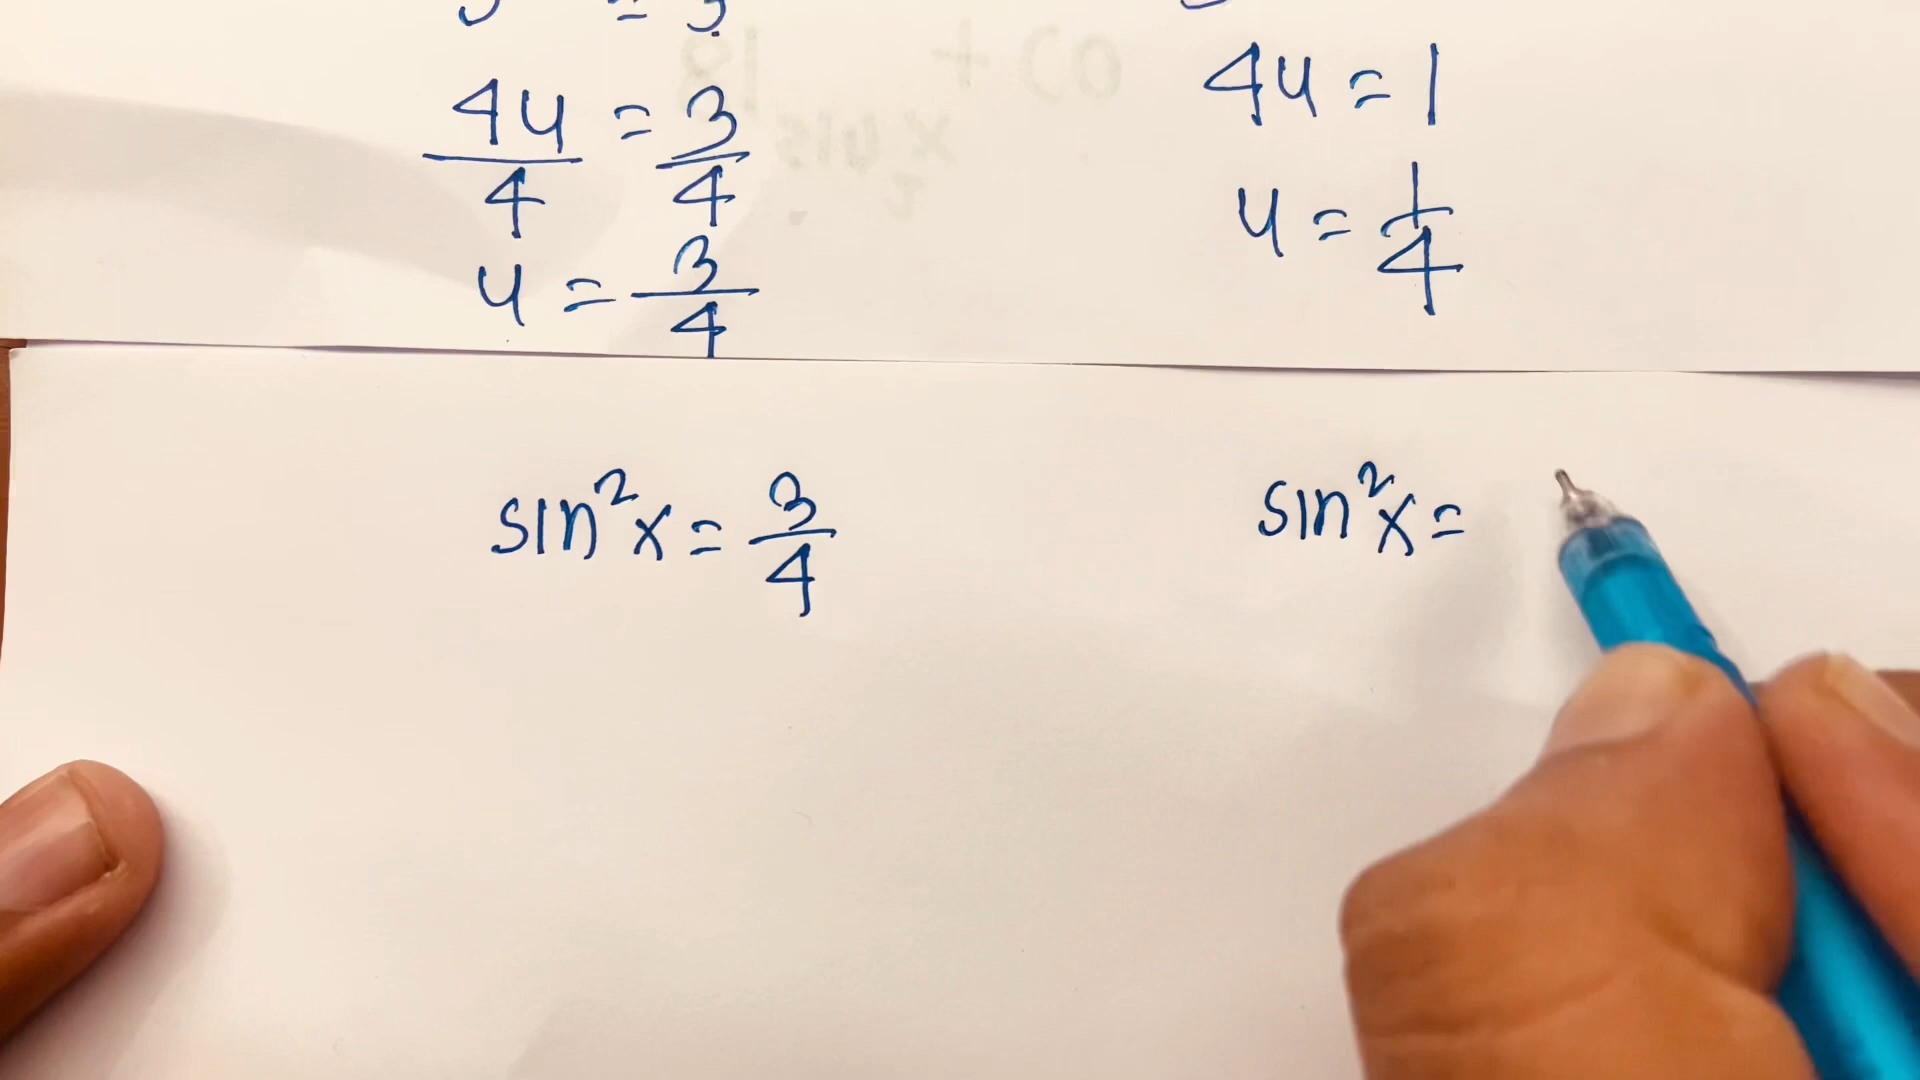 4u = 3
4 4
u = 3/4
4u = 1
u = 1/4
sin²x = 3/4
sin²x =